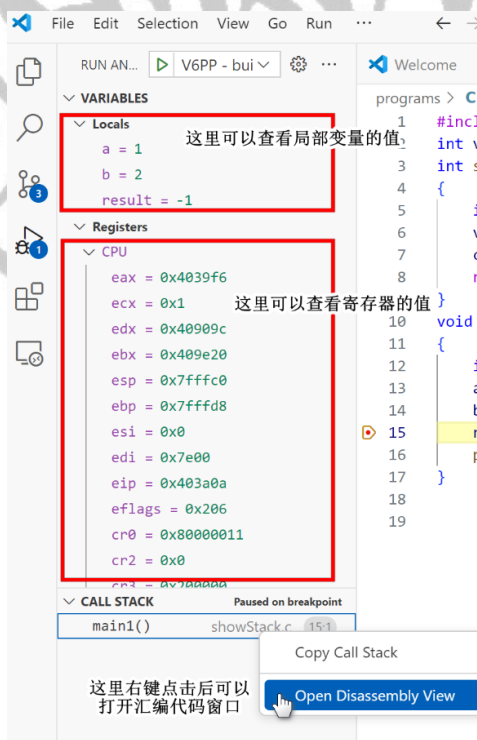 File Edit Selection View Go Run ···
RUN AN... V6PP - bui ···
Welcome
VARIABLES
programs > C
Locals
a = 1
b = 2
result = -1
这里可以查看局部变量的值
Registers
CPU
eax = 0x4039f6
ecx = 0x1
edx = 0x40909c
ebx = 0x409e20
esp = 0x7fffc0
ebp = 0x7fffd8
esi = 0x0
edi = 0x7e00
eip = 0x403a0a
eflags = 0x206
cr0 = 0x80000011
cr2 = 0x0
cr3 = 0x200000
这里可以查看寄存器的值
3
1
1 #incl
int v
3 int s
4 {
5
6 v
7
8
}
10 void
11 {
12
13 a
14 b
15
16 p
17 }
18
19
CALL STACK Paused on breakpoint
main1() showStack.c 15:1
Copy Call Stack
Open Disassembly View
这里右键点击后可以
打开汇编代码窗口